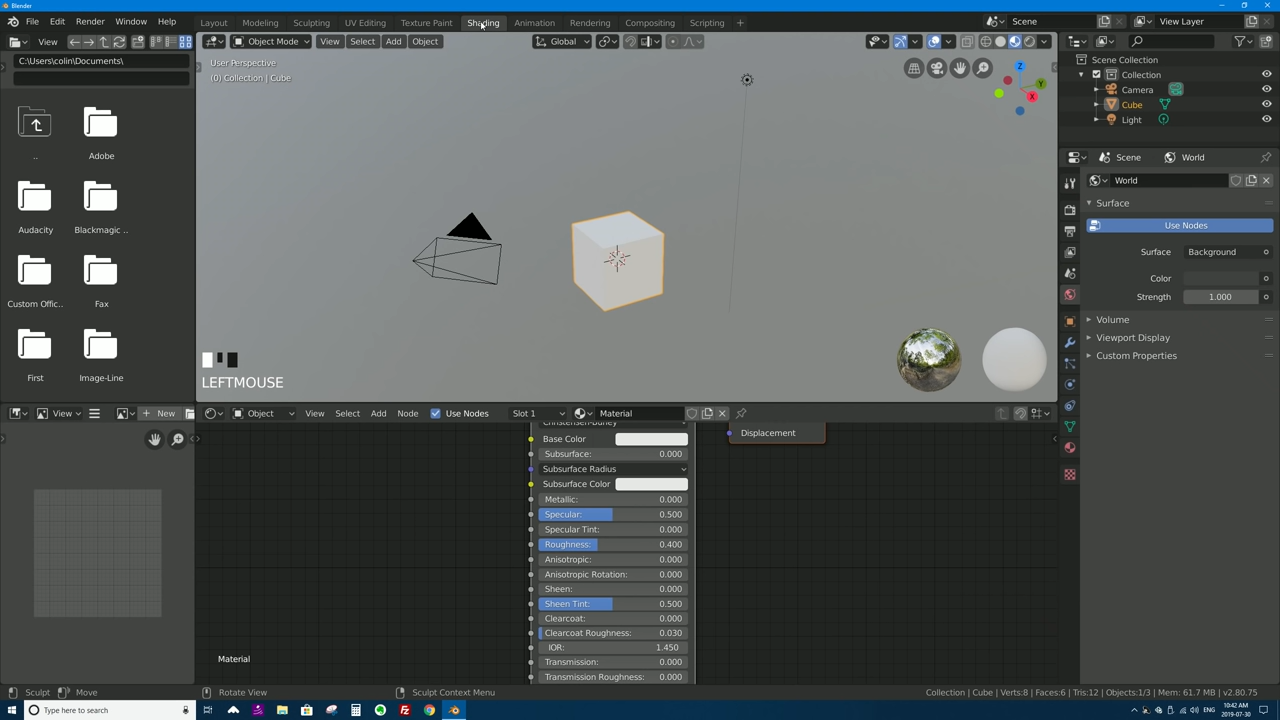 Blender
File Edit Render Window Help
Layout Modeling Sculpting UV Editing Texture Paint Shading Animation Rendering Compositing Scripting +
Scene
View Layer
View
Object Mode View Select Add Object
Global
C:\Users\colin\Documents\
User Perspective
(0) Collection | Cube
Z
Y
X
Scene Collection
Collection
Camera
Cube
Light
..
Adobe
Audacity
Blackmagic ..
Custom Offic..
Fax
First
Image-Line
LEFTMOUSE
Scene World
World
Surface
Use Nodes
Surface Background
Color
Strength 1.000
Volume
Viewport Display
Custom Properties
View New
Object View Select Add Node Use Nodes Slot 1 Material
Christensen-Burley
Base Color
Subsurface: 0.000
Subsurface Radius
Subsurface Color
Metallic: 0.000
Specular: 0.500
Specular Tint: 0.000
Roughness: 0.400
Anisotropic: 0.000
Anisotropic Rotation: 0.000
Sheen: 0.000
Sheen Tint: 0.500
Clearcoat: 0.000
Clearcoat Roughness: 0.030
IOR: 1.450
Transmission: 0.000
Transmission Roughness: 0.000
Displacement
Material
Sculpt Move Rotate View Sculpt Context Menu
Collection | Cube | Verts:8 | Faces:6 | Tris:12 | Objects:1/3 | Mem: 61.7 MB | v2.80.75
Type here to search
ENG
10:42 AM
2019-07-30